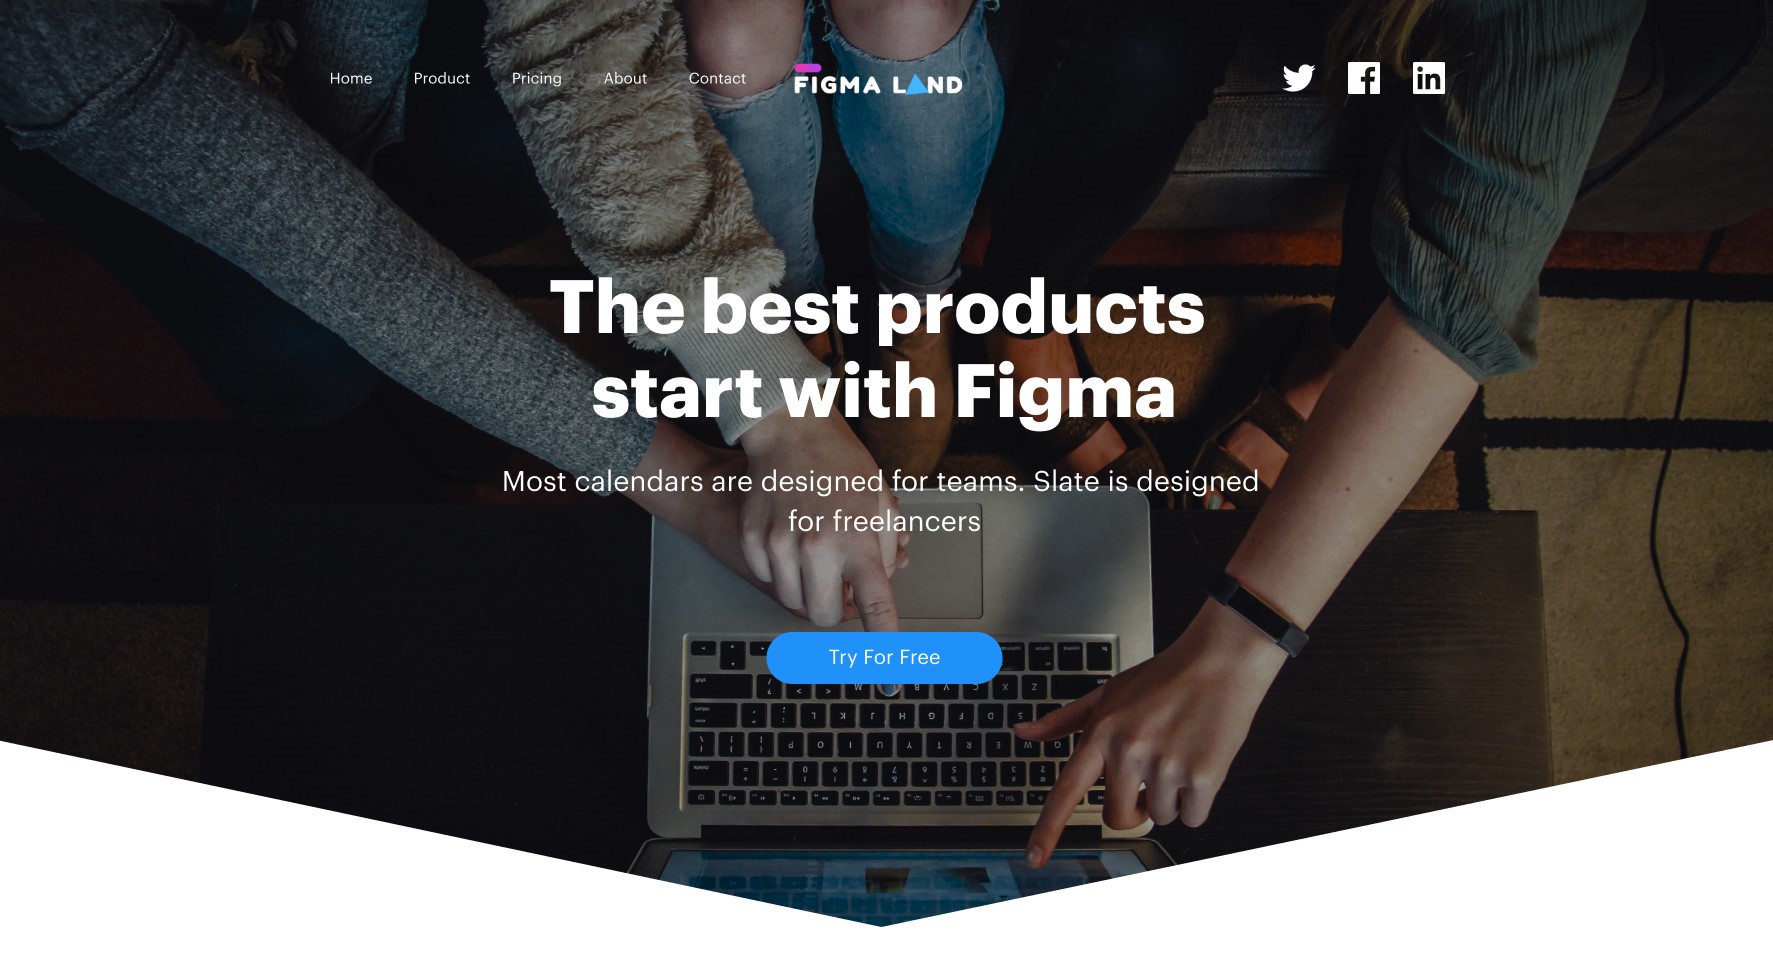 Home Product Pricing About Contact FIGMA LAND
The best products
start with Figma
Most calendars are designed for teams. Slate is designed
for freelancers
Try For Free